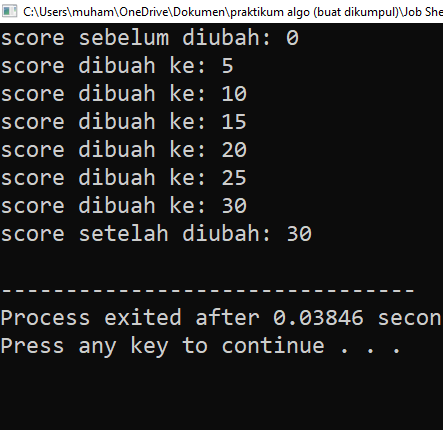 C:\Users\muham\OneDrive\Dokumen\praktikum algo (buat dikumpul)\Job She
score sebelum diubah: 0
score dibuah ke: 5
score dibuah ke: 10
score dibuah ke: 15
score dibuah ke: 20
score dibuah ke: 25
score dibuah ke: 30
score setelah diubah: 30
--------------------------------
Process exited after 0.03846 secon
Press any key to continue . . .